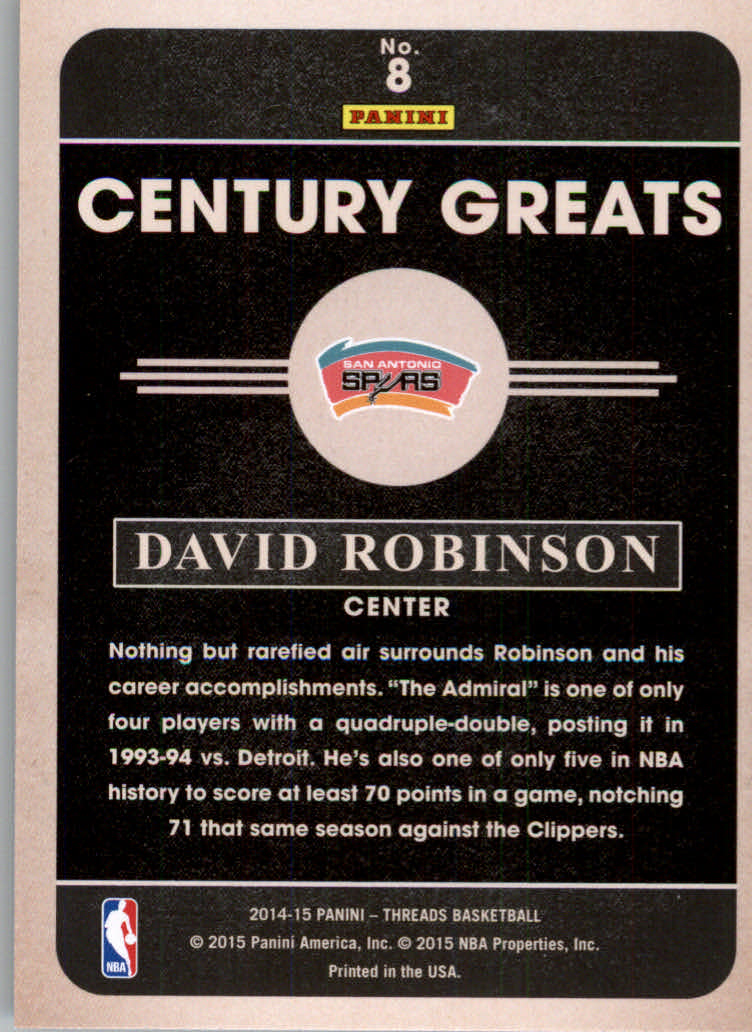 No.
8
PANINI
CENTURY GREATS
SAN ANTONIO
SPURS
DAVID ROBINSON
CENTER
Nothing but rarefied air surrounds Robinson and his
career accomplishments. “The Admiral” is one of only
four players with a quadruple-double, posting it in
1993-94 vs. Detroit. He’s also one of only five in NBA
history to score at least 70 points in a game, notching
71 that same season against the Clippers.
2014-15 PANINI – THREADS BASKETBALL
© 2015 Panini America, Inc. © 2015 NBA Properties, Inc.
Printed in the USA.
NBA